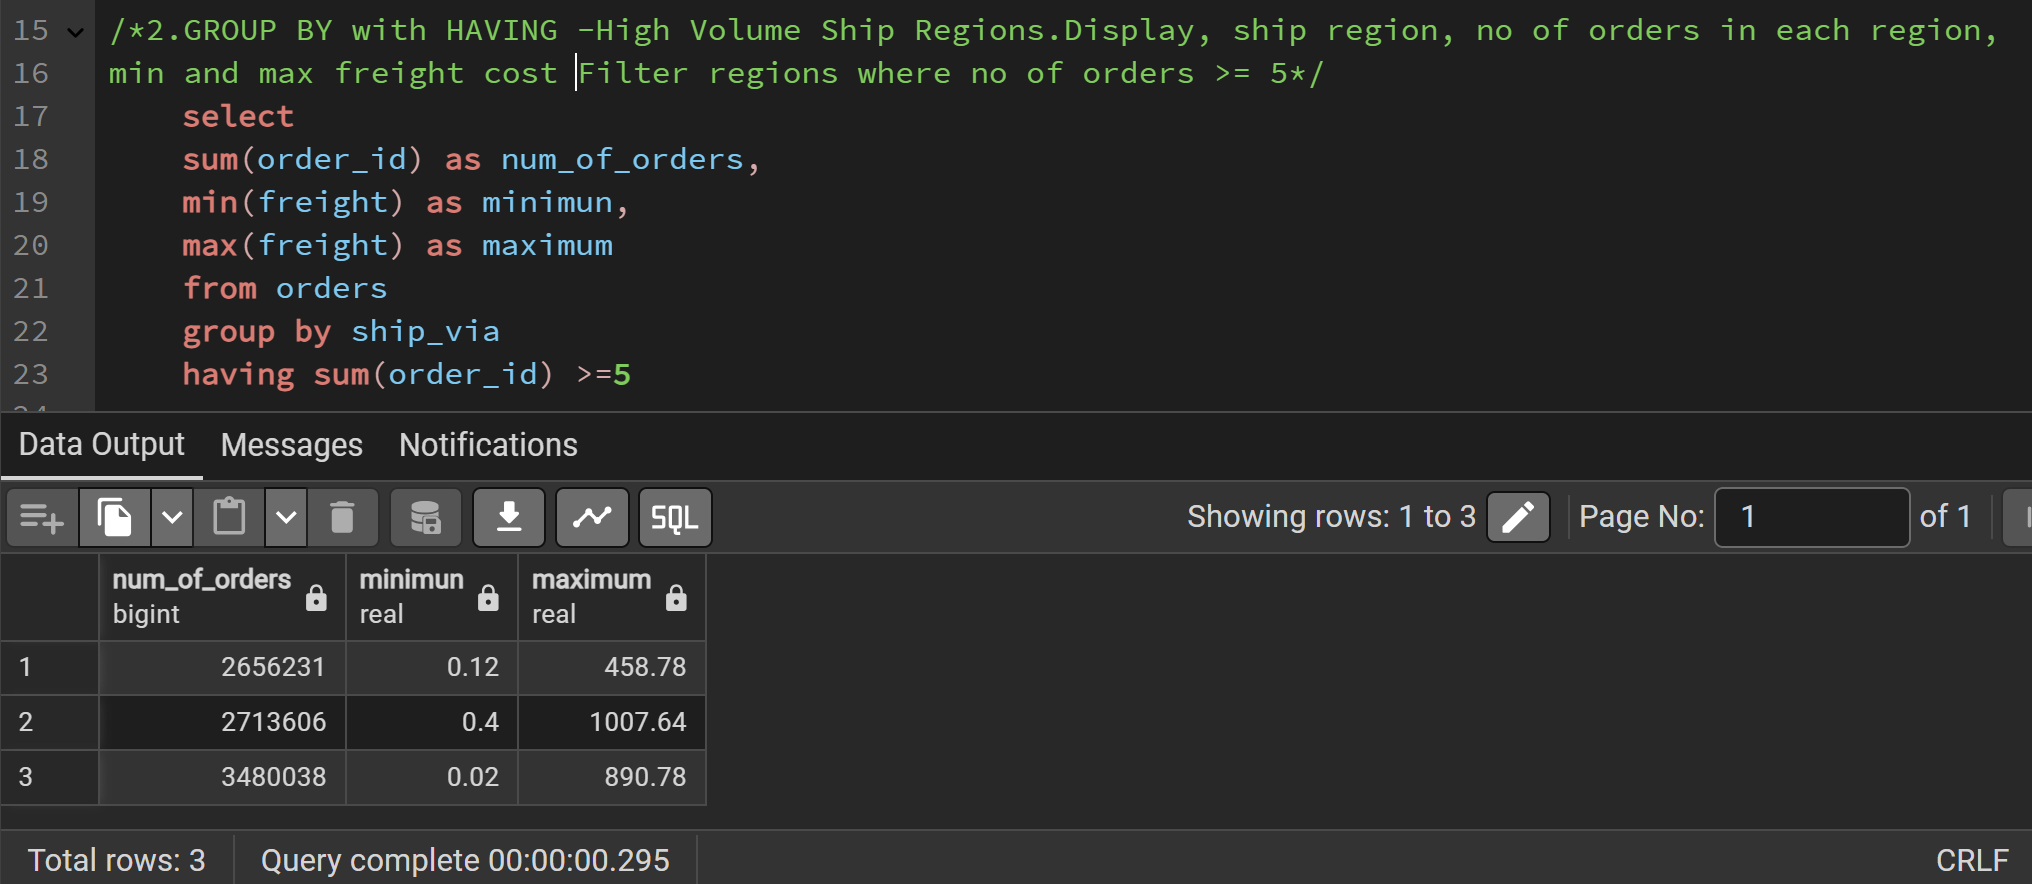 15 /*2.GROUP BY with HAVING -High Volume Ship Regions.Display, ship region, no of orders in each region,
16 min and max freight cost Filter regions where no of orders >= 5*/
17 select
18 sum(order_id) as num_of_orders,
19 min(freight) as minimun,
20 max(freight) as maximum
21 from orders
22 group by ship_via
23 having sum(order_id) >=5
Data Output Messages Notifications
SQL Showing rows: 1 to 3 Page No: 1 of 1
num_of_orders minimun maximum
bigint real real
1 2656231 0.12 458.78
2 2713606 0.4 1007.64
3 3480038 0.02 890.78
Total rows: 3 Query complete 00:00:00.295 CRLF